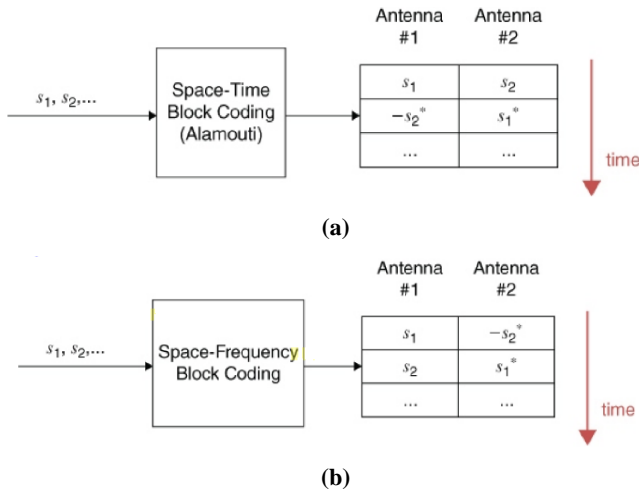 Antenna Antenna
#1 #2
s₁, s₂,...
Space-Time
Block Coding
(Alamouti)
s₁ s₂
−s₂* s₁*
... ...
time
(a)
Antenna Antenna
#1 #2
s₁, s₂,...
Space-Frequency
Block Coding
s₁ −s₂*
s₂ s₁*
... ...
time
(b)